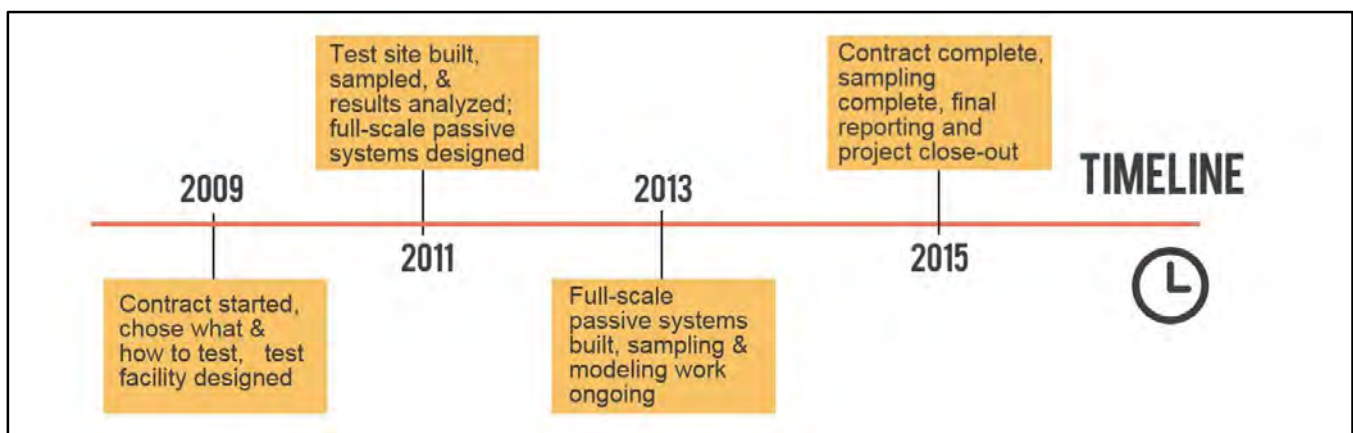 Test site built,
sampled, &
results analyzed;
full-scale passive
systems designed
Contract complete,
sampling
complete, final
reporting and
project close-out
TIMELINE
2009
2013
2011
2015
Contract started,
chose what &
how to test, test
facility designed
Full-scale
passive systems
built, sampling &
modeling work
ongoing